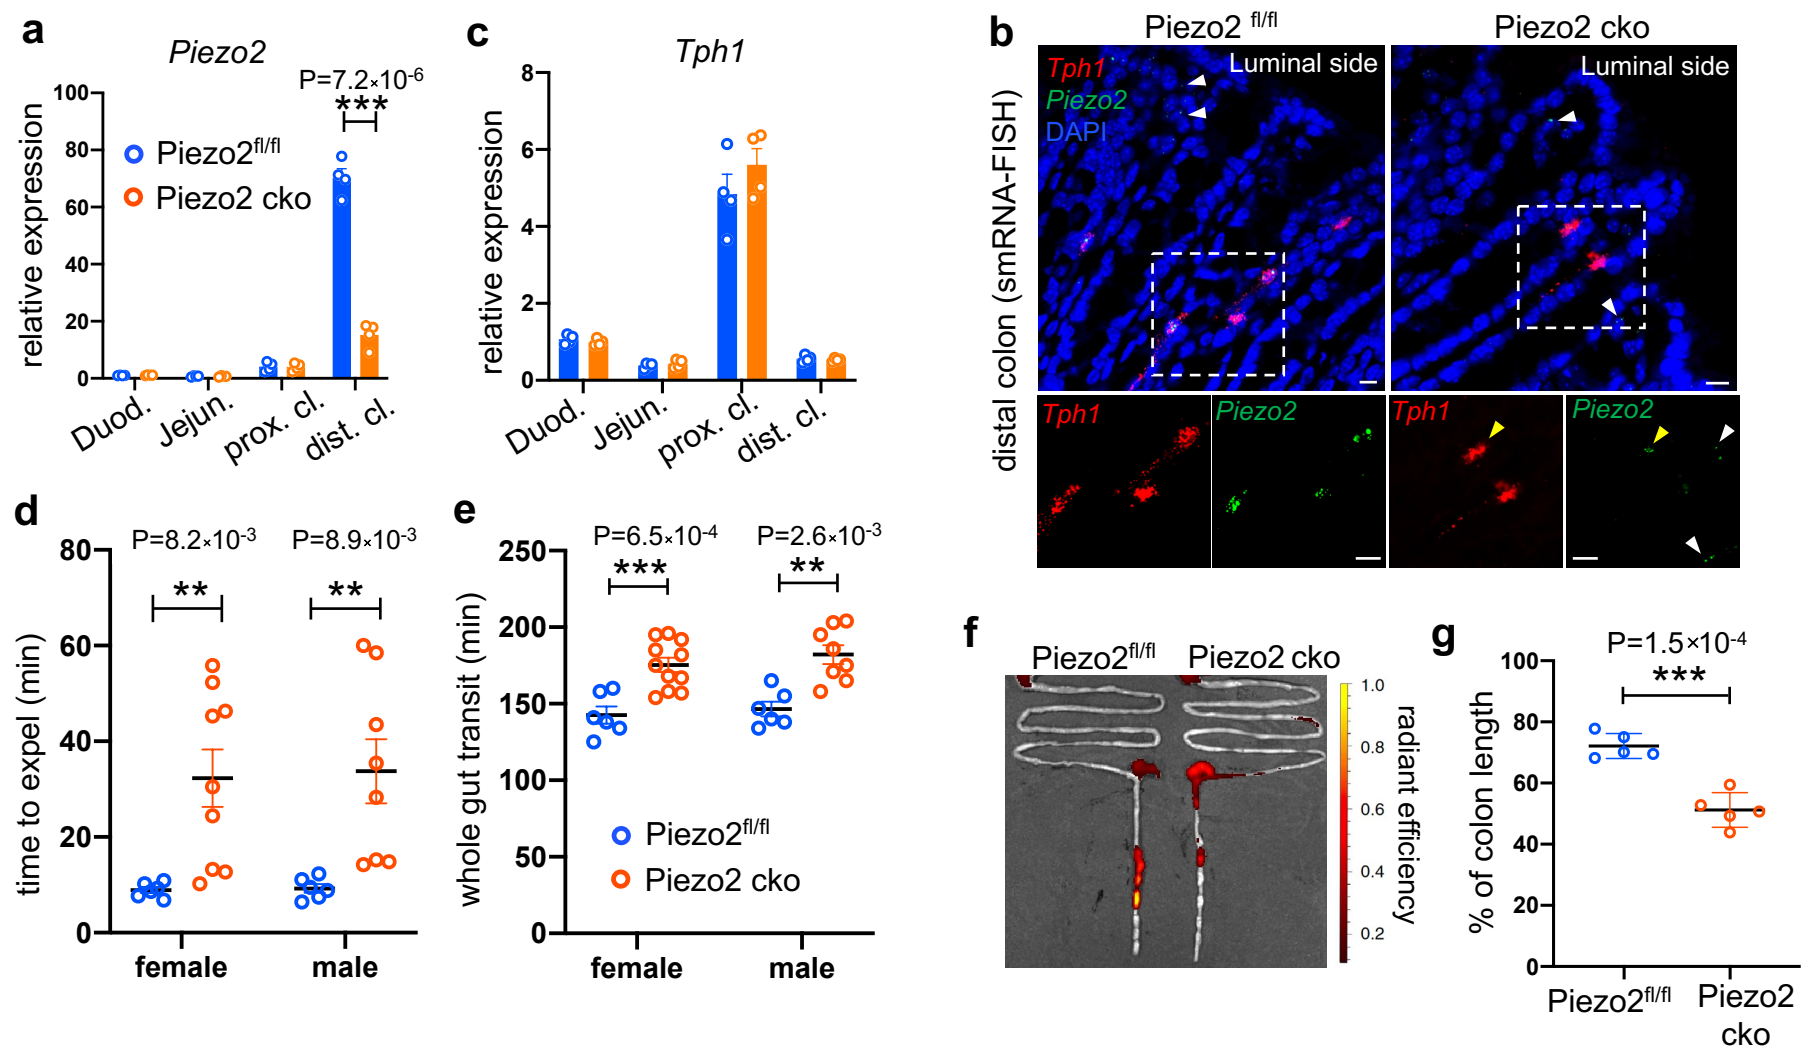 a
Piezo2
P=7.2×10-6
***
relative expression
100
80
60
40
20
0
Piezo2fl/fl
Piezo2 cko
Duod.
Jejun.
prox. cl.
dist. cl.
c
Tph1
relative expression
8
6
4
2
0
Duod.
Jejun.
prox. cl.
dist. cl.
b
Piezo2 fl/fl
Piezo2 cko
distal colon (smRNA-FISH)
Tph1
Piezo2
DAPI
Luminal side
Luminal side
Tph1
Piezo2
Tph1
Piezo2
d
P=8.2×10-3
P=8.9×10-3
**
**
time to expel (min)
80
60
40
20
0
female
male
e
P=6.5×10-4
P=2.6×10-3
***
**
whole gut transit (min)
250
200
150
100
50
0
Piezo2fl/fl
Piezo2 cko
female
male
f
Piezo2fl/fl
Piezo2 cko
1.0
0.8
0.6
0.4
0.2
radiant efficiency
g
P=1.5×10-4
***
% of colon length
100
80
60
40
20
0
Piezo2fl/fl
Piezo2
cko